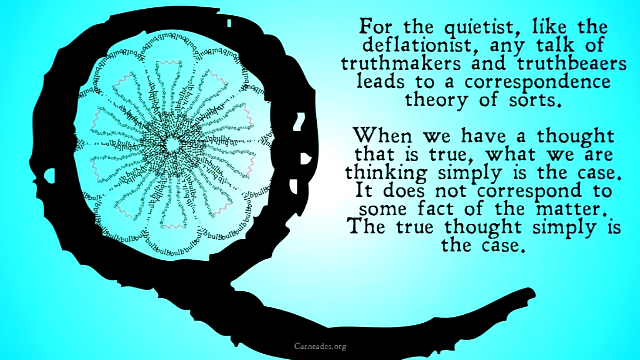 For the quietist, like the
deflationist, any talk of
truthmakers and truthbeaers
leads to a correspondence
theory of sorts.
When we have a thought
that is true, what we are
thinking simply is the case.
It does not correspond to
some fact of the matter.
The true thought simply is
the case.
Carneades.org